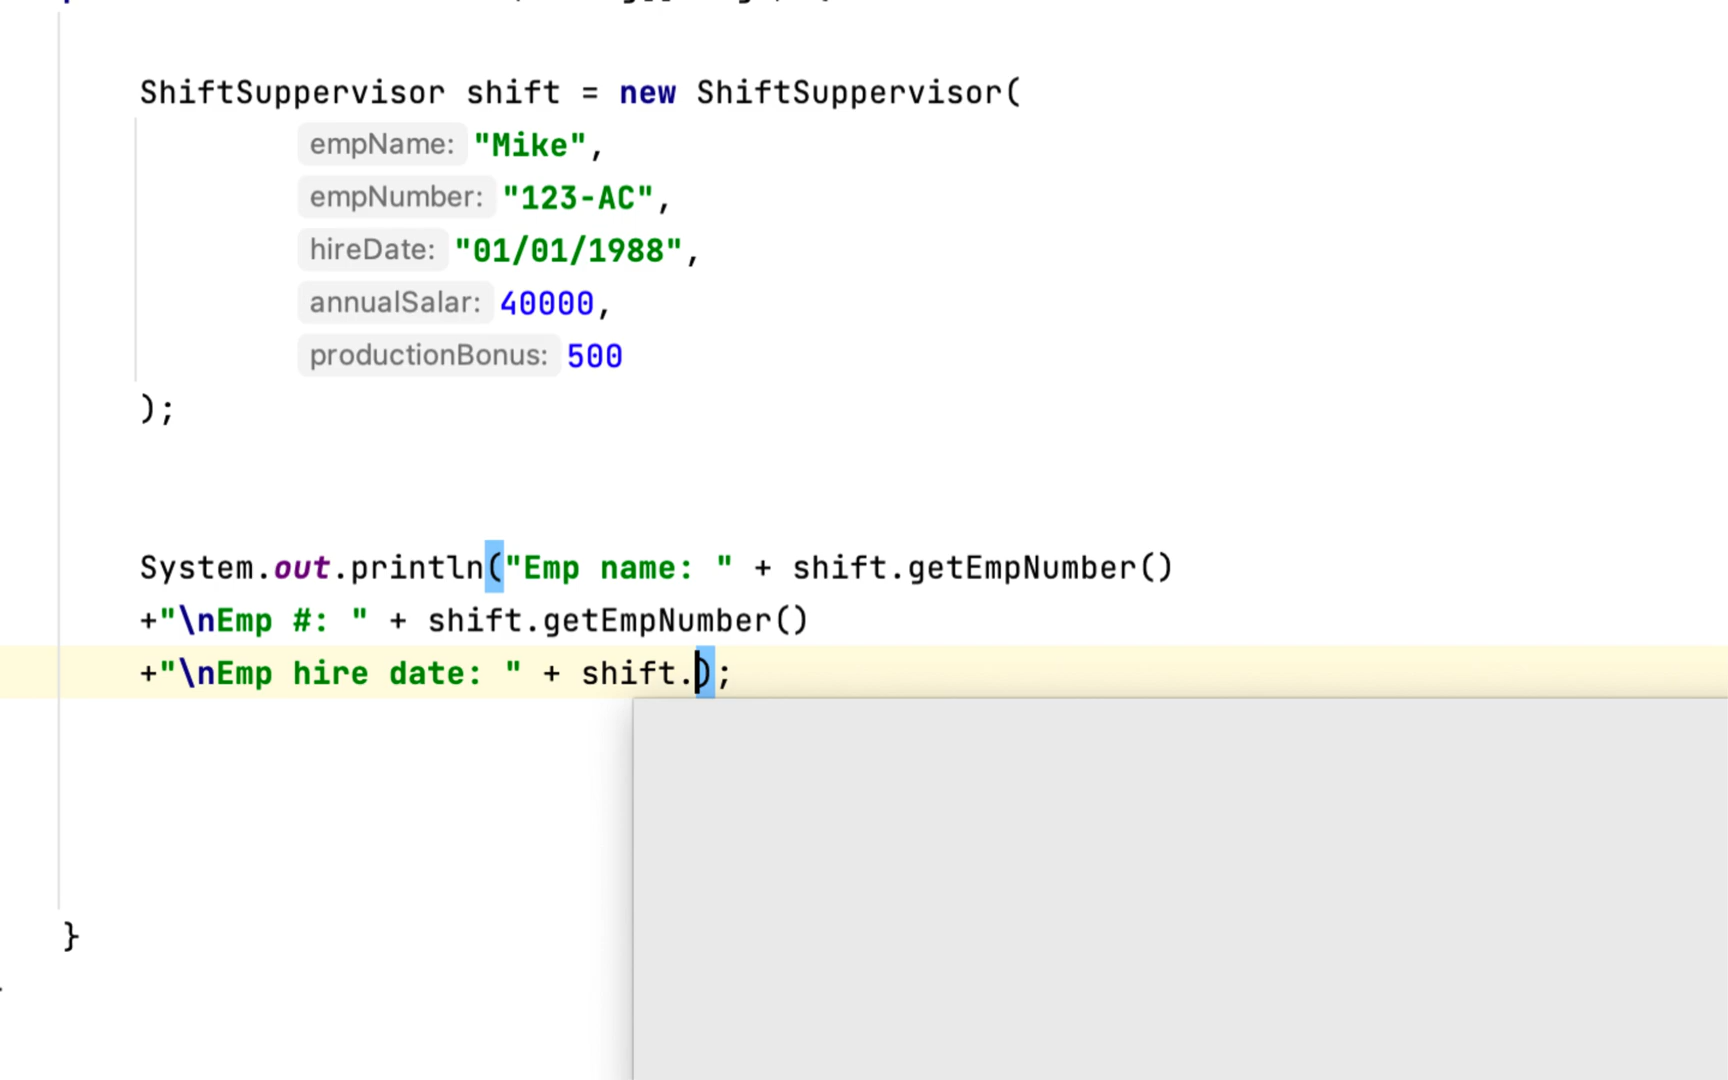 ShiftSuppervisor shift = new ShiftSuppervisor(
empName: "Mike",
empNumber: "123-AC",
hireDate: "01/01/1988",
annualSalar: 40000,
productionBonus: 500
);
System.out.println("Emp name: " + shift.getEmpNumber()
+"\nEmp #: " + shift.getEmpNumber()
+"\nEmp hire date: " + shift.);
}